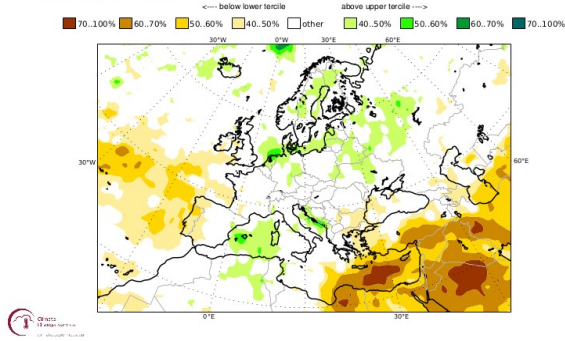 <---- below lower tercile above upper tercile ---->
70..100% 60..70% 50..60% 40..50% other 40..50% 50..60% 60..70% 70..100%
30°W 0°W 30°E 60°E
30°W
60°E
0°E 30°E
Climate